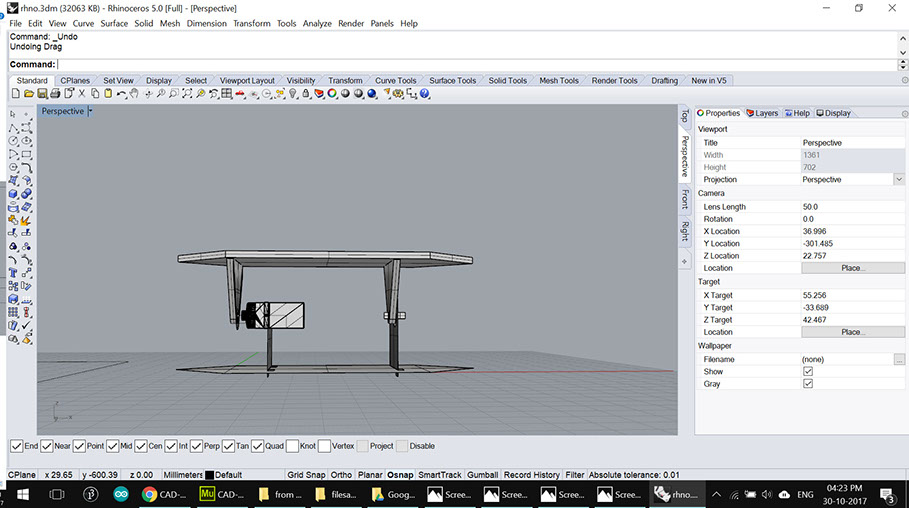 rhno.3dm (32063 KB) - Rhinoceros 5.0 [Full] - [Perspective]
File Edit View Curve Surface Solid Mesh Dimension Transform Tools Analyze Render Panels Help
Command: _Undo
Undoing Drag
Command:
Standard CPlanes Set View Display Select Viewport Layout Visibility Transform Curve Tools Surface Tools Solid Tools Mesh Tools Render Tools Drafting New in V5
Perspective
Top
Perspective
Front
Right
Properties Layers Help Display
Viewport
Title Perspective
Width 1361
Height 702
Projection Perspective
Camera
Lens Length 50.0
Rotation 0.0
X Location 36.996
Y Location -301.485
Z Location 22.757
Location Place...
Target
X Target 55.256
Y Target -33.689
Z Target 42.467
Location Place...
Wallpaper
Filename (none) ...
Show
Gray
z
x
End Near Point Mid Cen Int Perp Tan Quad Knot Vertex Project Disable
CPlane x 29.65 y -600.39 z 0.00 Millimeters Default Grid Snap Ortho Planar Osnap SmartTrack Gumball Record History Filter Absolute tolerance: 0.01
CAD-... Mu CAD-... from ... filesa... Goog... Scree... Scree... Scree... Scree... rhno.... ENG 04:23 PM
30-10-2017 3